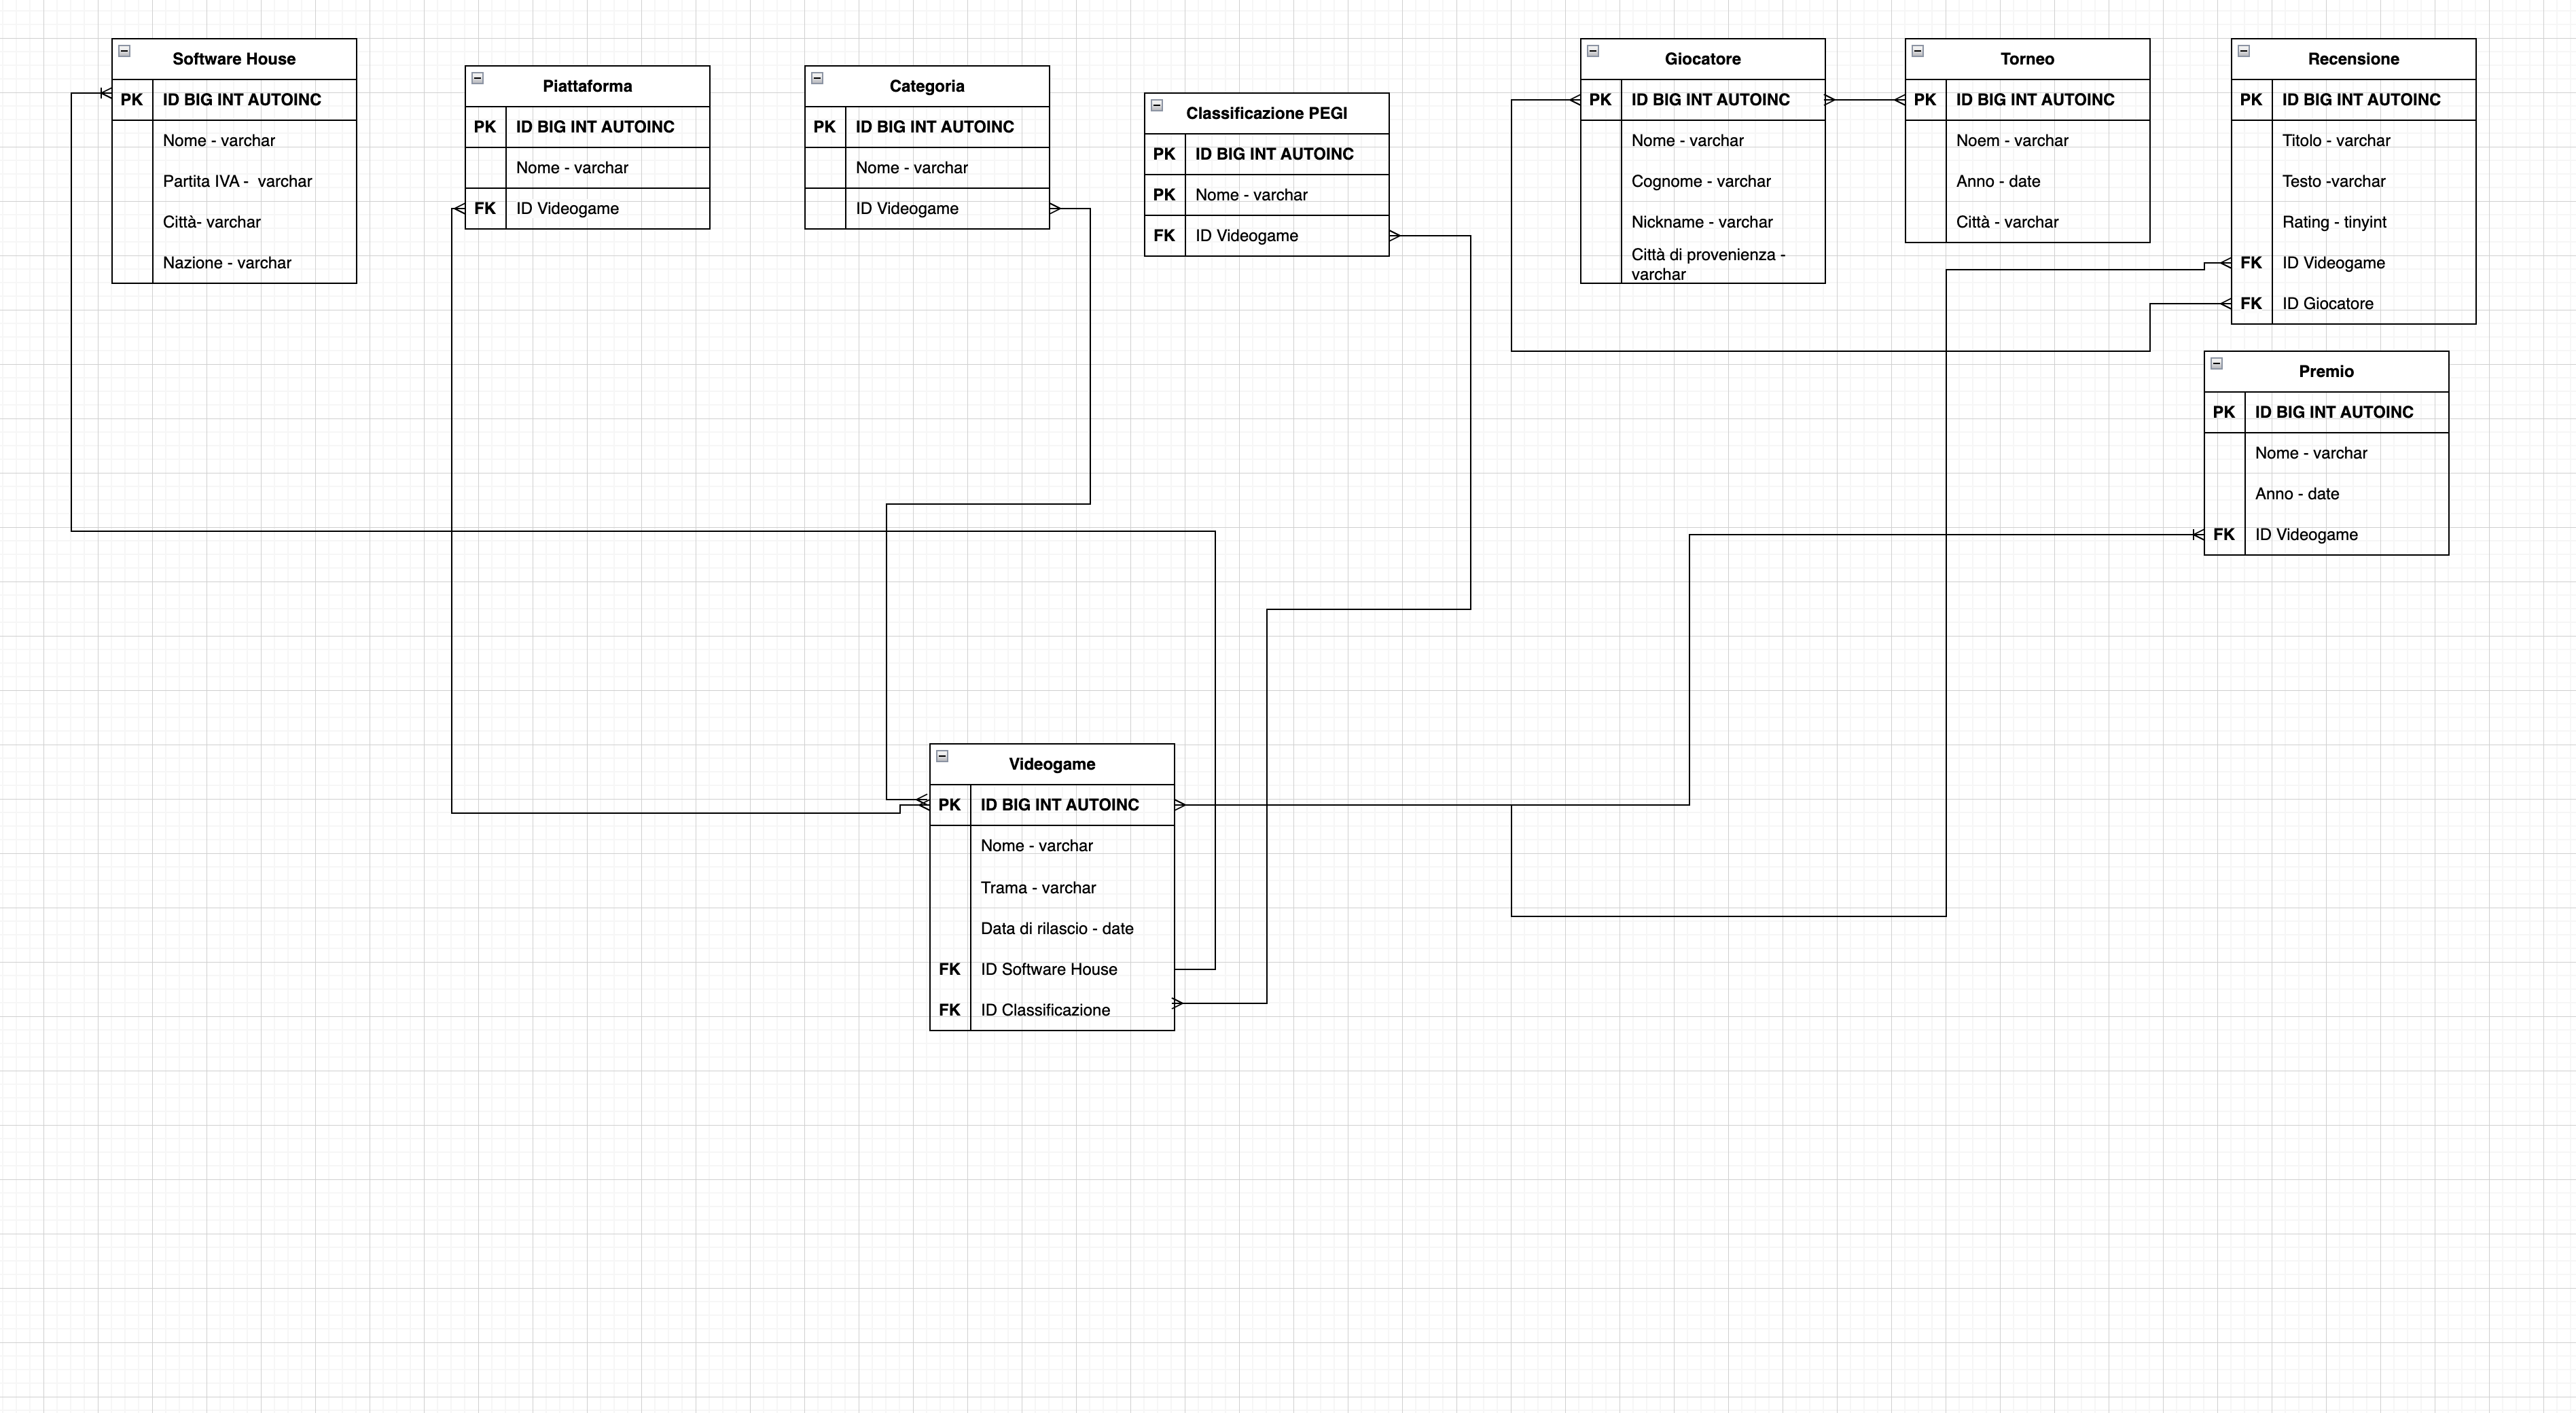 Software House
PK ID BIG INT AUTOINC
Nome - varchar
Partita IVA - varchar
Città- varchar
Nazione - varchar
Piattaforma
PK ID BIG INT AUTOINC
Nome - varchar
FK ID Videogame
Categoria
PK ID BIG INT AUTOINC
Nome - varchar
ID Videogame
Classificazione PEGI
PK ID BIG INT AUTOINC
PK Nome - varchar
FK ID Videogame
Giocatore
PK ID BIG INT AUTOINC
Nome - varchar
Cognome - varchar
Nickname - varchar
Città di provenienza -
varchar
Torneo
PK ID BIG INT AUTOINC
Noem - varchar
Anno - date
Città - varchar
Recensione
PK ID BIG INT AUTOINC
Titolo - varchar
Testo -varchar
Rating - tinyint
FK ID Videogame
FK ID Giocatore
Premio
PK ID BIG INT AUTOINC
Nome - varchar
Anno - date
FK ID Videogame
Videogame
PK ID BIG INT AUTOINC
Nome - varchar
Trama - varchar
Data di rilascio - date
FK ID Software House
FK ID Classificazione